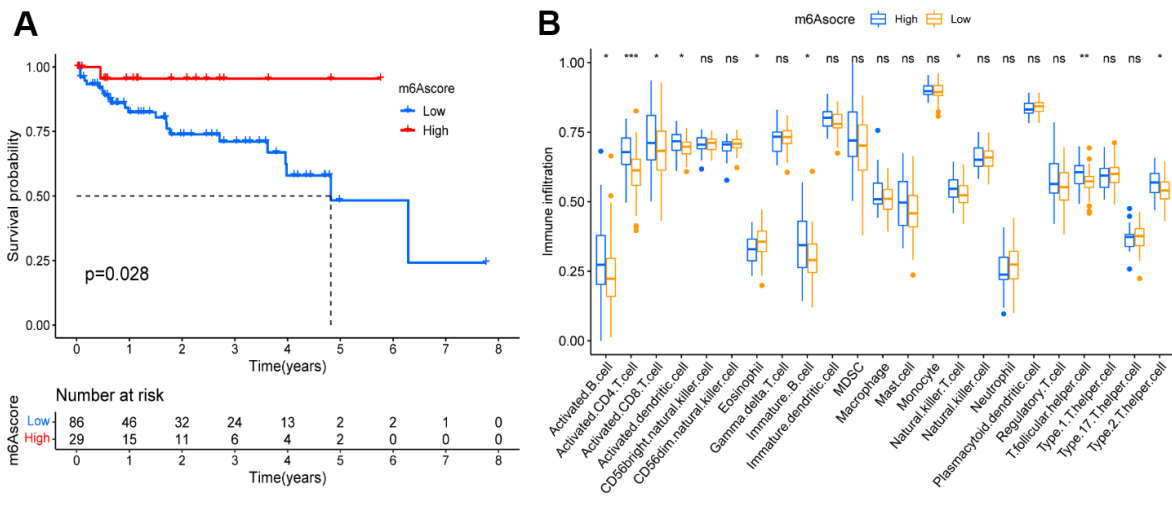 A
m6Ascore
Low
High
Survival probability
1.00
0.75
0.50
0.25
0.00
p=0.028
0 1 2 3 4 5 6 7 8
Time(years)
Number at risk
m6Ascore
Low 86 46 32 24 13 2 2 1 0
High 29 15 11 6 4 2 0 0 0
0 1 2 3 4 5 6 7 8
Time(years)
B
m6Asocre High Low
* *** * * ns ns * ns * ns ns ns ns ns * ns ns ns ns ** ns ns *
Immune infiltration
1.00
0.75
0.50
0.25
0.00
Activated.B.cell
Activated.CD4.T.cell
Activated.CD8.T.cell
Activated.dendritic.cell
CD56bright.natural.killer.cell
CD56dim.natural.killer.cell
Eosinophil
Gamma.delta.T.cell
Immature..B.cell
Immature.dendritic.cell
MDSC
Macrophage
Mast.cell
Monocyte
Natural.killer.T.cell
Natural.killer.cell
Neutrophil
Plasmacytoid.dendritic.cell
Regulatory.T.cell
T.follicular.helper.cell
Type.1.T.helper.cell
Type.17.T.helper.cell
Type.2.T.helper.cell